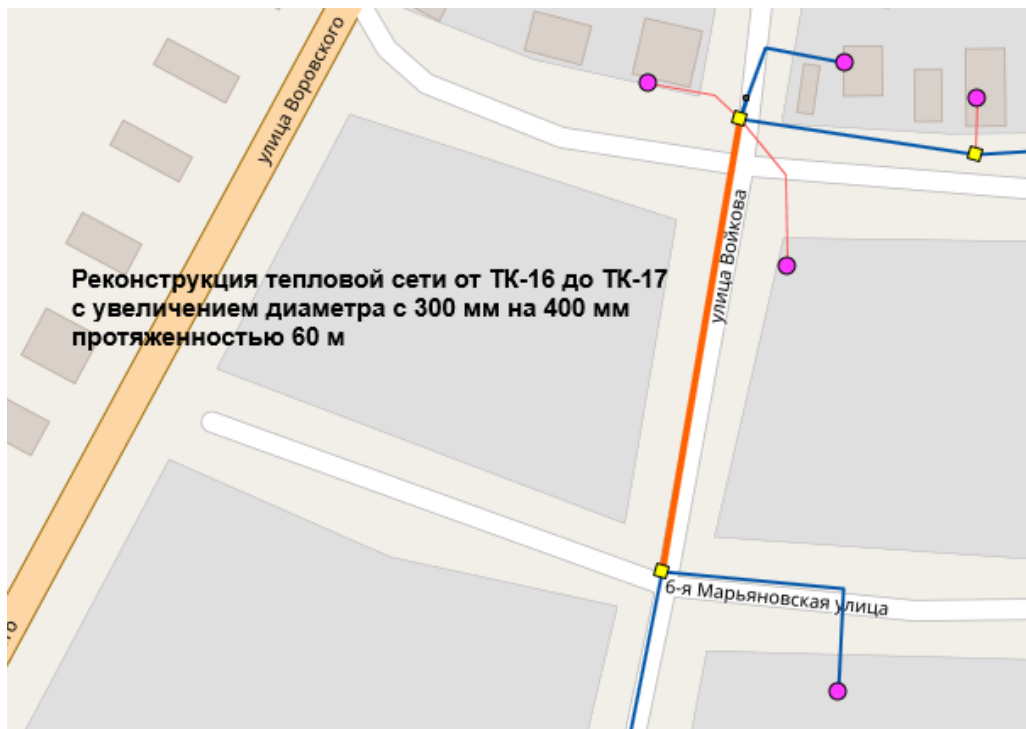 улица Воровского
Реконструкция тепловой сети от ТК-16 до ТК-17
с увеличением диаметра с 300 мм на 400 мм
протяженностью 60 м
улица Войкова
6-я Марьяновская улица
го